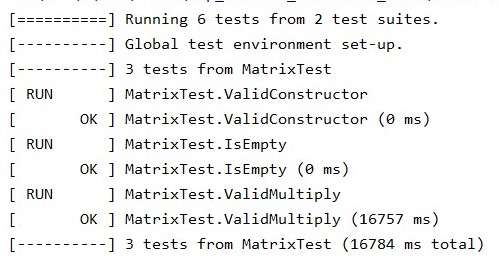 [==========] Running 6 tests from 2 test suites.
[----------] Global test environment set-up.
[----------] 3 tests from MatrixTest
[ RUN      ] MatrixTest.ValidConstructor
[       OK ] MatrixTest.ValidConstructor (0 ms)
[ RUN      ] MatrixTest.IsEmpty
[       OK ] MatrixTest.IsEmpty (0 ms)
[ RUN      ] MatrixTest.ValidMultiply
[       OK ] MatrixTest.ValidMultiply (16757 ms)
[----------] 3 tests from MatrixTest (16784 ms total)